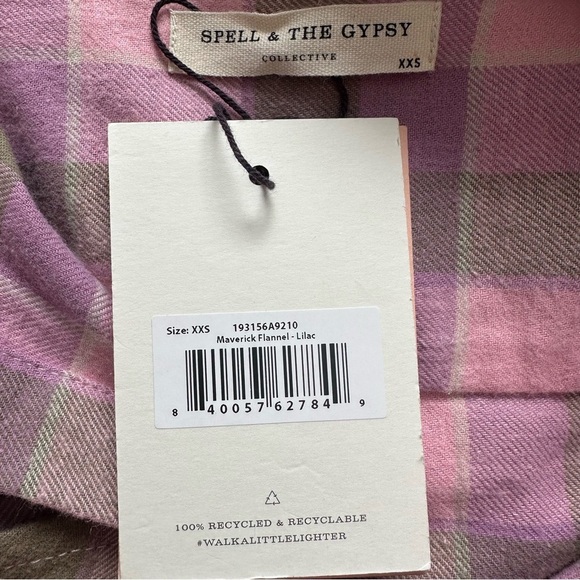 SPELL & THE GYPSY
COLLECTIVE
XXS
Size: XXS 193156A9210
Maverick Flannel - Lilac
8 40057 62784 9
100% RECYCLED & RECYCLABLE
#WALKALITTLELIGHTER